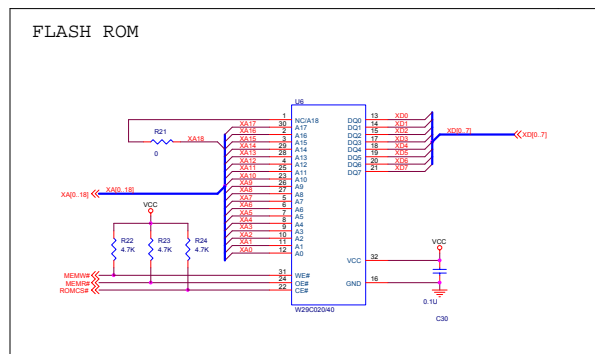 FLASH ROM
U6
R21
0
XA18
1 NC/A18
XA17 30 A17
XA16 2 A16
XA15 3 A15
XA14 29 A14
XA13 28 A13
XA12 4 A12
XA11 25 A11
XA10 23 A10
XA9 26 A9
XA8 27 A8
XA7 5 A7
XA6 6 A6
XA5 7 A5
XA4 8 A4
XA3 9 A3
XA2 10 A2
XA1 11 A1
XA0 12 A0
DQ0 13 XD0
DQ1 14 XD1
DQ2 15 XD2
DQ3 17 XD3
DQ4 18 XD4
DQ5 19 XD5
DQ6 20 XD6
DQ7 21 XD7
XD[0..7] XD[0..7]
XA[0..18] XA[0..18]
VCC
R22 R23 R24
4.7K 4.7K 4.7K
MEMW# 31 WE#
MEMR# 24 OE#
ROMCS# 22 CE#
VCC 32
GND 16
VCC
0.1U
C30
W29C020/40